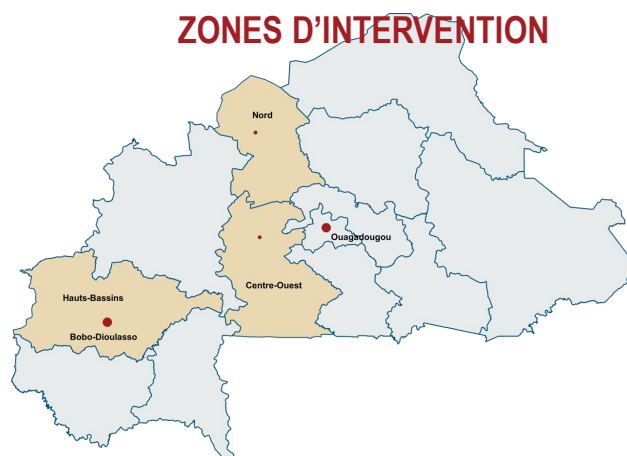 ZONES D'INTERVENTION
Nord
Ouagadougou
Centre-Ouest
Hauts-Bassins
Bobo-Dioulasso